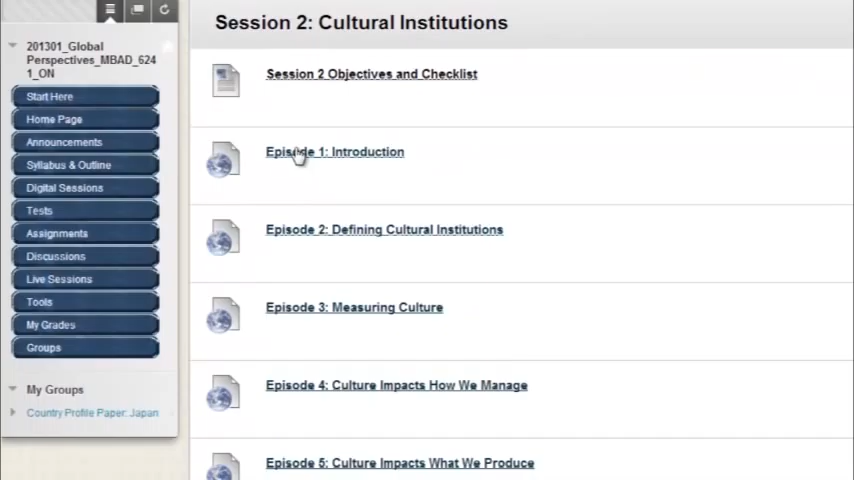 201301_Global
Perspectives_MBAD_624
1_ON
Start Here
Home Page
Announcements
Syllabus & Outline
Digital Sessions
Tests
Assignments
Discussions
Live Sessions
Tools
My Grades
Groups
My Groups
Country Profile Paper: Japan
Session 2: Cultural Institutions
Session 2 Objectives and Checklist
Episode 1: Introduction
Episode 2: Defining Cultural Institutions
Episode 3: Measuring Culture
Episode 4: Culture Impacts How We Manage
Episode 5: Culture Impacts What We Produce